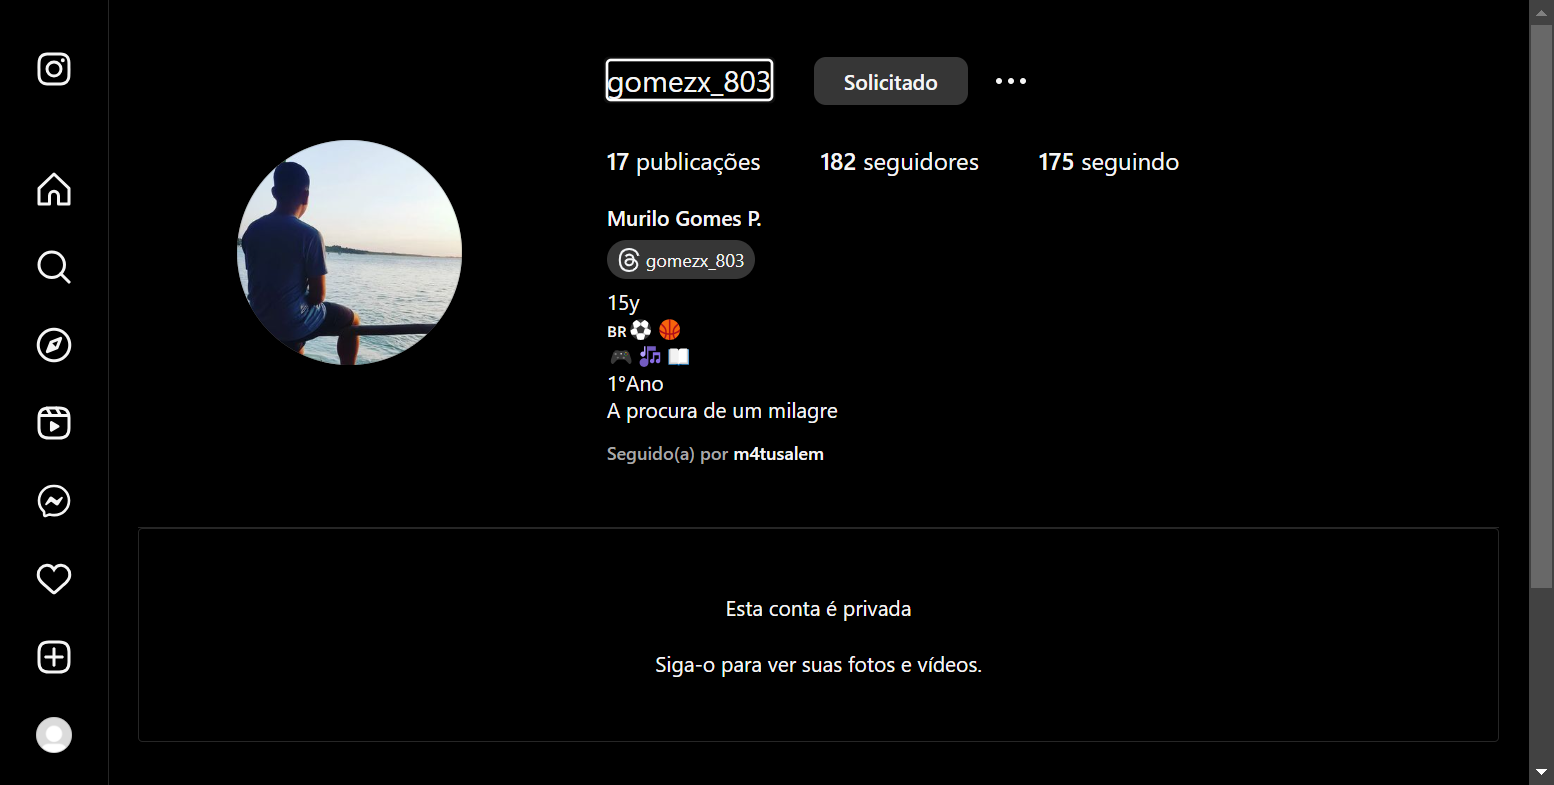 gomezx_803 Solicitado
17 publicações 182 seguidores 175 seguindo
Murilo Gomes P.
gomezx_803
15y
BR⚽ 🏀
🎮 🎶 📖
1°Ano
A procura de um milagre
Seguido(a) por m4tusalem
Esta conta é privada
Siga-o para ver suas fotos e vídeos.